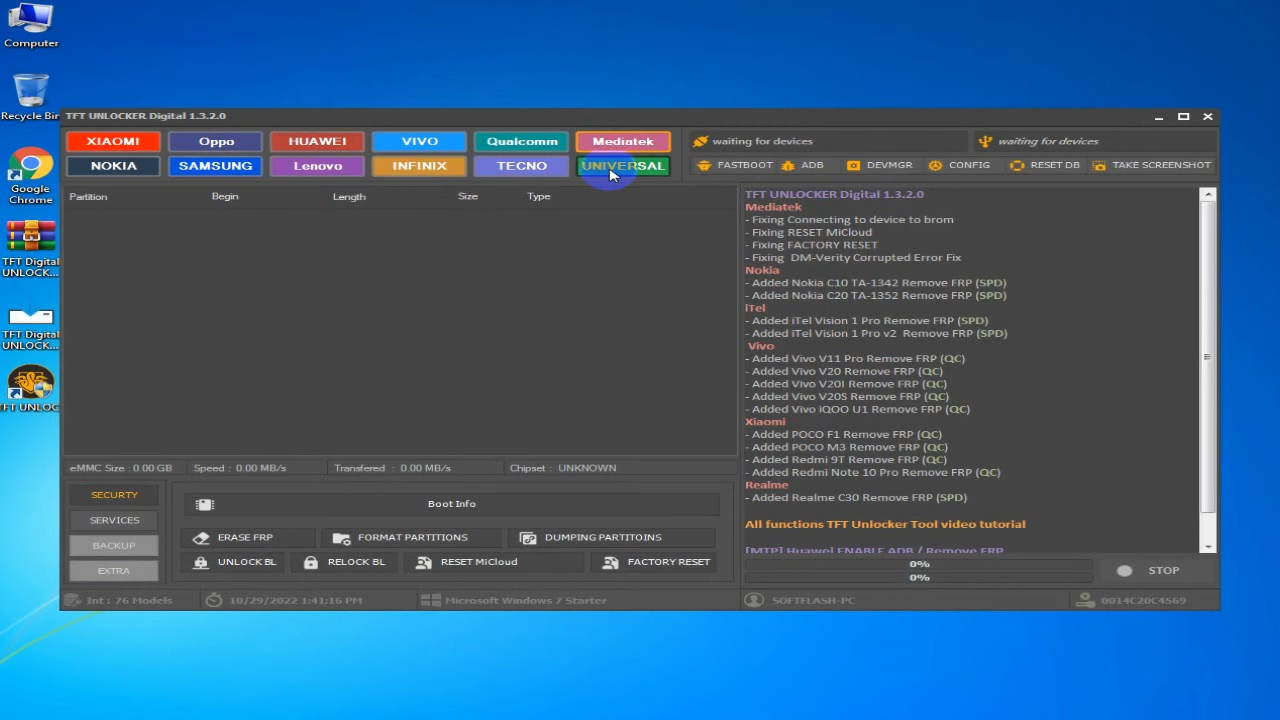 Computer
Recycle Bin
Google
Chrome
TFT Digital
UNLOCK...
TFT Digital
UNLOCK...
TFT UNLOC
TFT UNLOCKER Digital 1.3.2.0
XIAOMI
Oppo
HUAWEI
VIVO
Qualcomm
Mediatek
NOKIA
SAMSUNG
Lenovo
INFINIX
TECNO
UNIVERSAL
waiting for devices
waiting for devices
FASTBOOT
ADB
DEVMGR
CONFIG
RESET DB
TAKE SCREENSHOT
Partition
Begin
Length
Size
Type
eMMC Size : 0.00 GB
Speed : 0.00 MB/s
Transfered : 0.00 MB/s
Chipset : UNKNOWN
SECURTY
SERVICES
BACKUP
EXTRA
Boot Info
ERASE FRP
FORMAT PARTITIONS
DUMPING PARTITOINS
UNLOCK BL
RELOCK BL
RESET MiCloud
FACTORY RESET
TFT UNLOCKER Digital 1.3.2.0
Mediatek
- Fixing Connecting to device to brom
- Fixing RESET MiCloud
- Fixing FACTORY RESET
- Fixing DM-Verity Corrupted Error Fix
Nokia
- Added Nokia C10 TA-1342 Remove FRP (SPD)
- Added Nokia C20 TA-1352 Remove FRP (SPD)
iTel
- Added iTel Vision 1 Pro Remove FRP (SPD)
- Added iTel Vision 1 Pro v2 Remove FRP (SPD)
Vivo
- Added Vivo V11 Pro Remove FRP (QC)
- Added Vivo V20 Remove FRP (QC)
- Added Vivo V20I Remove FRP (QC)
- Added Vivo V20S Remove FRP (QC)
- Added Vivo iQOO U1 Remove FRP (QC)
Xiaomi
- Added POCO F1 Remove FRP (QC)
- Added POCO M3 Remove FRP (QC)
- Added Redmi 9T Remove FRP (QC)
- Added Redmi Note 10 Pro Remove FRP (QC)
Realme
- Added Realme C30 Remove FRP (SPD)
All functions TFT Unlocker Tool video tutorial
[MTP] Huawei ENABLE ADB / Remove FRP
0%
0%
STOP
Int : 76 Models
10/29/2022 1:41:16 PM
Microsoft Windows 7 Starter
SOFTFLASH-PC
0014C20C4569